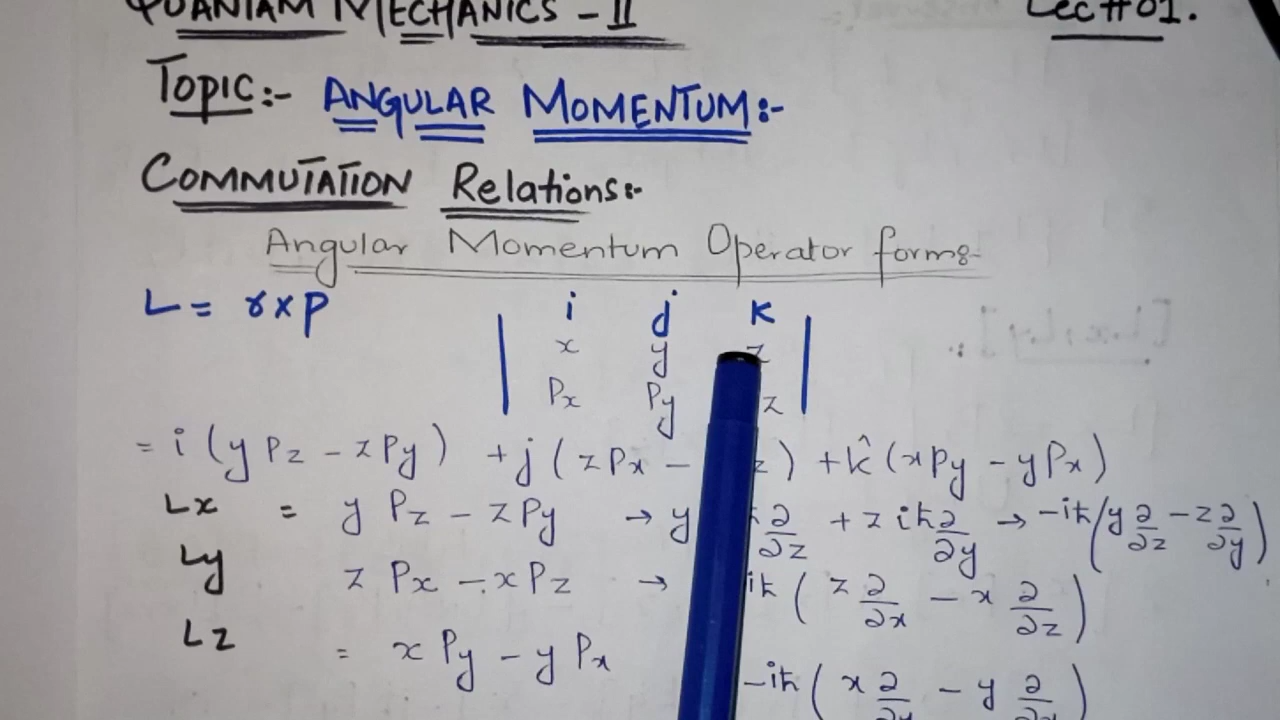 QUANTAM MECHANICS - II Lec # 01.
Topic:- ANGULAR MOMENTUM:-
COMMUTATION Relations:-
Angular Momentum Operator form:-
L = r x p
i j k
x y z
Px Py z
= i (y Pz - z Py) + j (z Px - z) + k̂ (x Py - y Px)
Lx = y Pz - z Py → y ħ ∂/∂z + z iħ ∂/∂y → -iħ (y ∂/∂z - z ∂/∂y)
Ly z Px - x Pz → iħ (z ∂/∂x - x ∂/∂z)
Lz = x Py - y Px -iħ (x ∂/∂y - y ∂/∂)